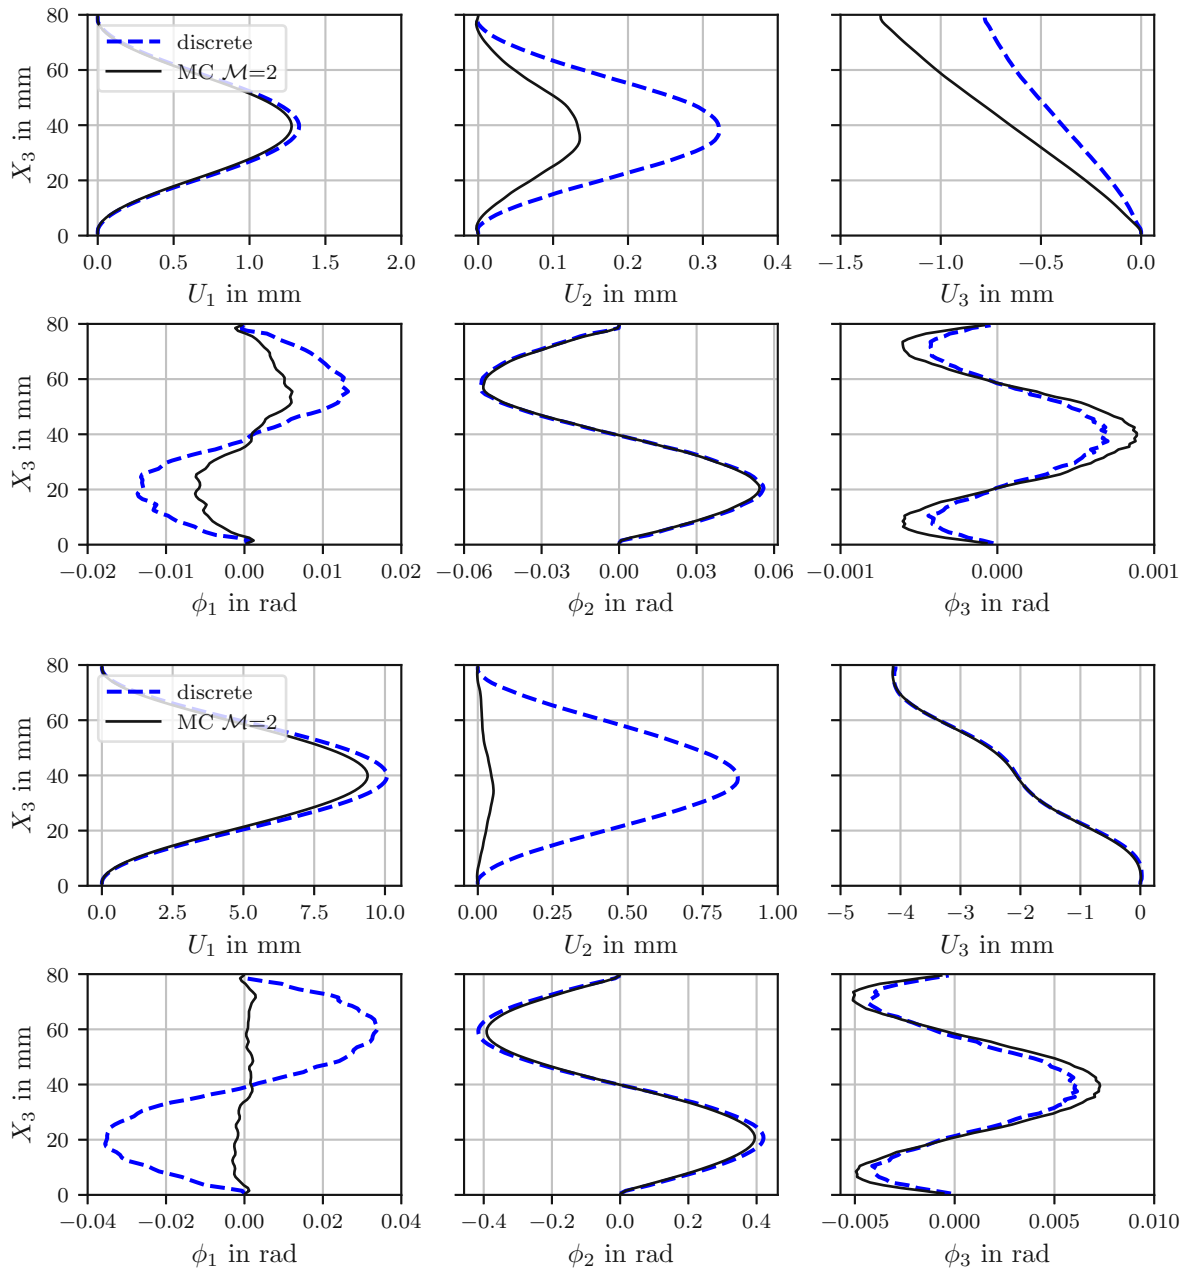 80
60
40
20
0
X₃ in mm
discrete
MC ℳ=2
0.0 0.5 1.0 1.5 2.0
U₁ in mm
0.0 0.1 0.2 0.3 0.4
U₂ in mm
−1.5 −1.0 −0.5 0.0
U₃ in mm
80
60
40
20
0
X₃ in mm
−0.02 −0.01 0.00 0.01 0.02
ϕ₁ in rad
−0.06 −0.03 0.00 0.03 0.06
ϕ₂ in rad
−0.001 0.000 0.001
ϕ₃ in rad
80
60
40
20
0
X₃ in mm
discrete
MC ℳ=2
0.0 2.5 5.0 7.5 10.0
U₁ in mm
0.00 0.25 0.50 0.75 1.00
U₂ in mm
−5 −4 −3 −2 −1 0
U₃ in mm
80
60
40
20
0
X₃ in mm
−0.04 −0.02 0.00 0.02 0.04
ϕ₁ in rad
−0.4 −0.2 0.0 0.2 0.4
ϕ₂ in rad
−0.005 0.000 0.005 0.010
ϕ₃ in rad